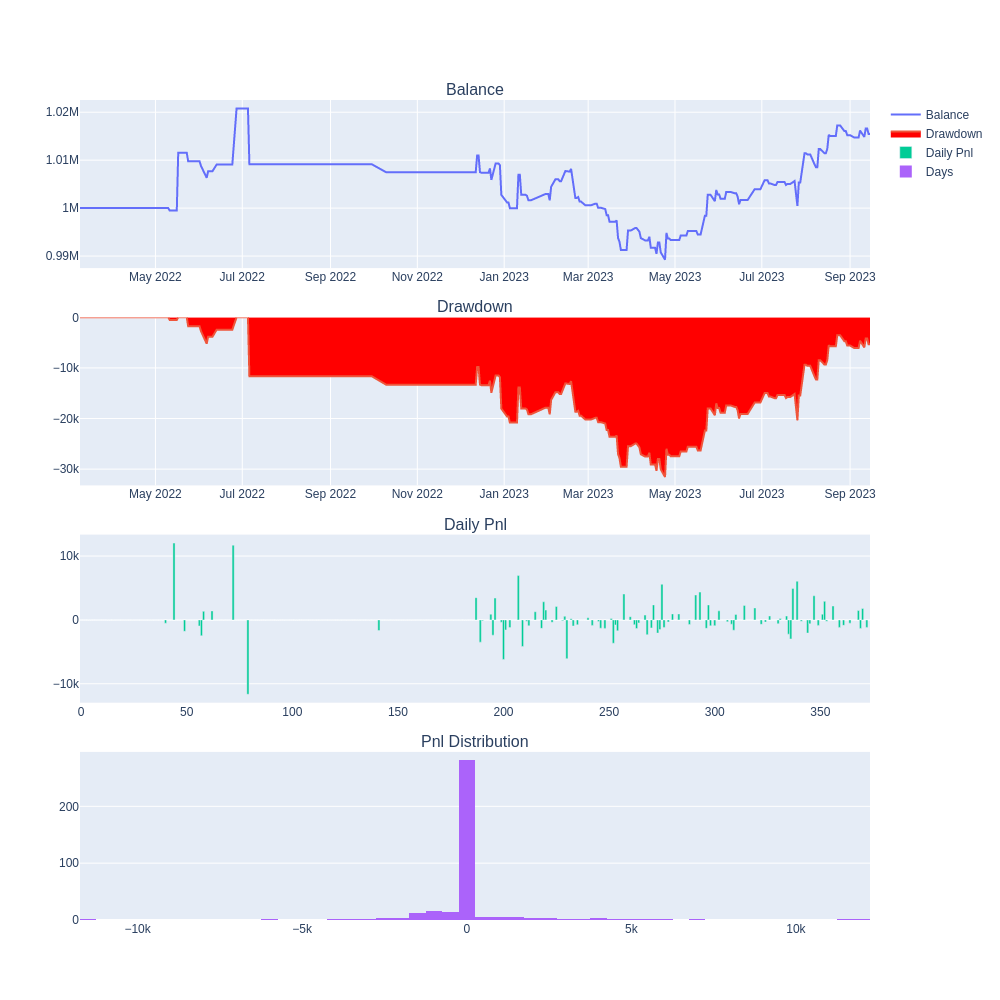 Balance
1.02M
1.01M
1M
0.99M
May 2022 Jul 2022 Sep 2022 Nov 2022 Jan 2023 Mar 2023 May 2023 Jul 2023 Sep 2023
Balance
Drawdown
Daily Pnl
Days
Drawdown
0
−10k
−20k
−30k
May 2022 Jul 2022 Sep 2022 Nov 2022 Jan 2023 Mar 2023 May 2023 Jul 2023 Sep 2023
Daily Pnl
10k
0
−10k
0 50 100 150 200 250 300 350
Pnl Distribution
200
100
0
−10k −5k 0 5k 10k